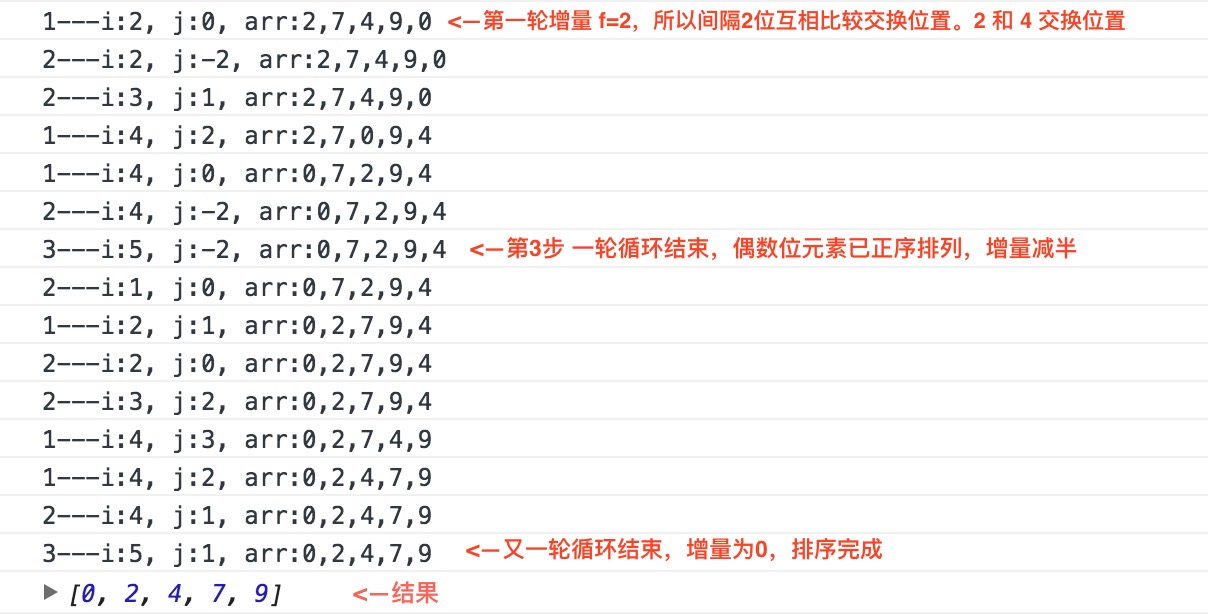 1---i:2, j:0, arr:2,7,4,9,0 <—第一轮增量 f=2，所以间隔2位互相比较交换位置。2 和 4 交换位置
2---i:2, j:-2, arr:2,7,4,9,0
2---i:3, j:1, arr:2,7,4,9,0
1---i:4, j:2, arr:2,7,0,9,4
1---i:4, j:0, arr:0,7,2,9,4
2---i:4, j:-2, arr:0,7,2,9,4
3---i:5, j:-2, arr:0,7,2,9,4 <—第3步 一轮循环结束，偶数位元素已正序排列，增量减半
2---i:1, j:0, arr:0,7,2,9,4
1---i:2, j:1, arr:0,2,7,9,4
2---i:2, j:0, arr:0,2,7,9,4
2---i:3, j:2, arr:0,2,7,9,4
1---i:4, j:3, arr:0,2,7,4,9
1---i:4, j:2, arr:0,2,4,7,9
2---i:4, j:1, arr:0,2,4,7,9
3---i:5, j:1, arr:0,2,4,7,9 <—又一轮循环结束，增量为0，排序完成
▶ [0, 2, 4, 7, 9] <—结果